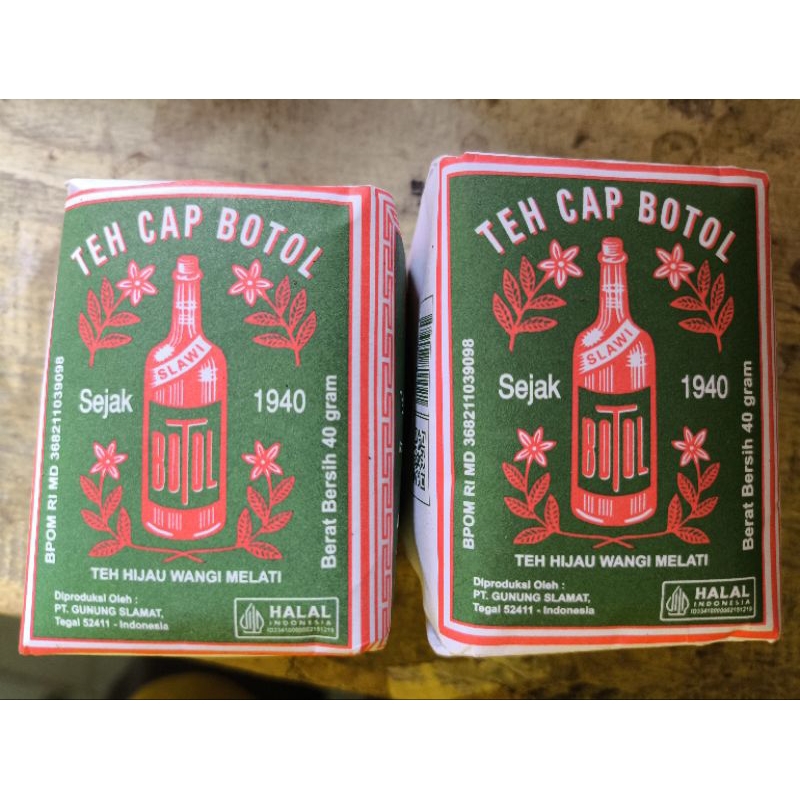 TEH CAP BOTOL
SLAWI
Sejak 1940
BOTOL
BPOM RI MD 368211039098
Berat Bersih 40 gram
TEH HIJAU WANGI MELATI
Diproduksi Oleh :
PT. GUNUNG SLAMAT,
Tegal 52411 - Indonesia
HALAL
INDONESIA
TEH CAP BOTOL
SLAWI
Sejak 1940
BOTOL
BPOM RI MD 368211039098
Berat Bersih 40 gram
TEH HIJAU WANGI MELATI
Diproduksi Oleh :
PT. GUNUNG SLAMAT,
Tegal 52411 - Indonesia
HALAL
INDONESIA